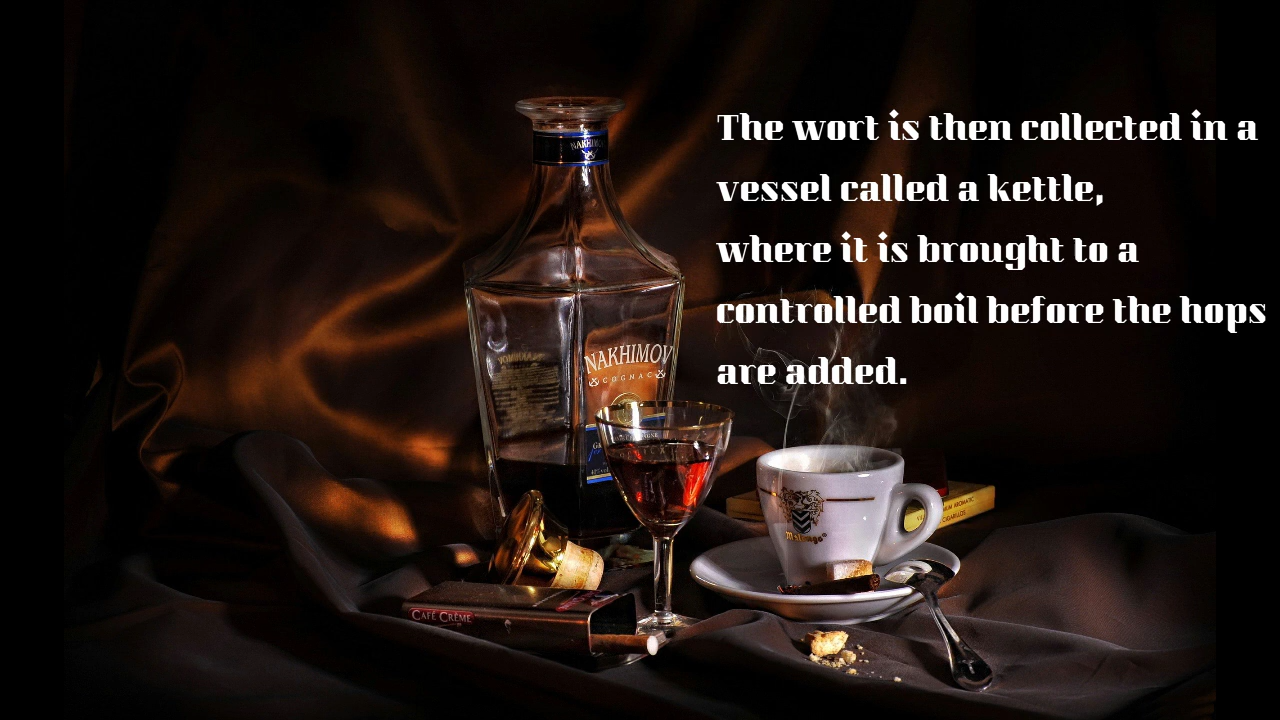 The wort is then collected in a
vessel called a kettle,
where it is brought to a
controlled boil before the hops
are added.
NAKHIMOV
COGNAC
Malongo
CAFÉ CRÈME